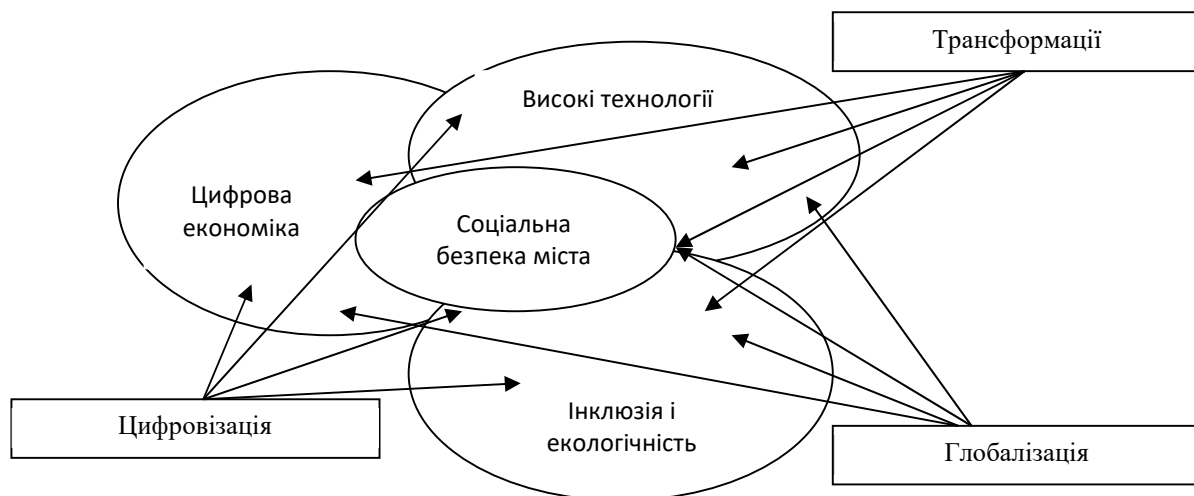 Трансформації
Високі технології
Цифрова
економіка
Соціальна
безпека міста
Інклюзія і
екологічність
Цифровізація
Глобалізація